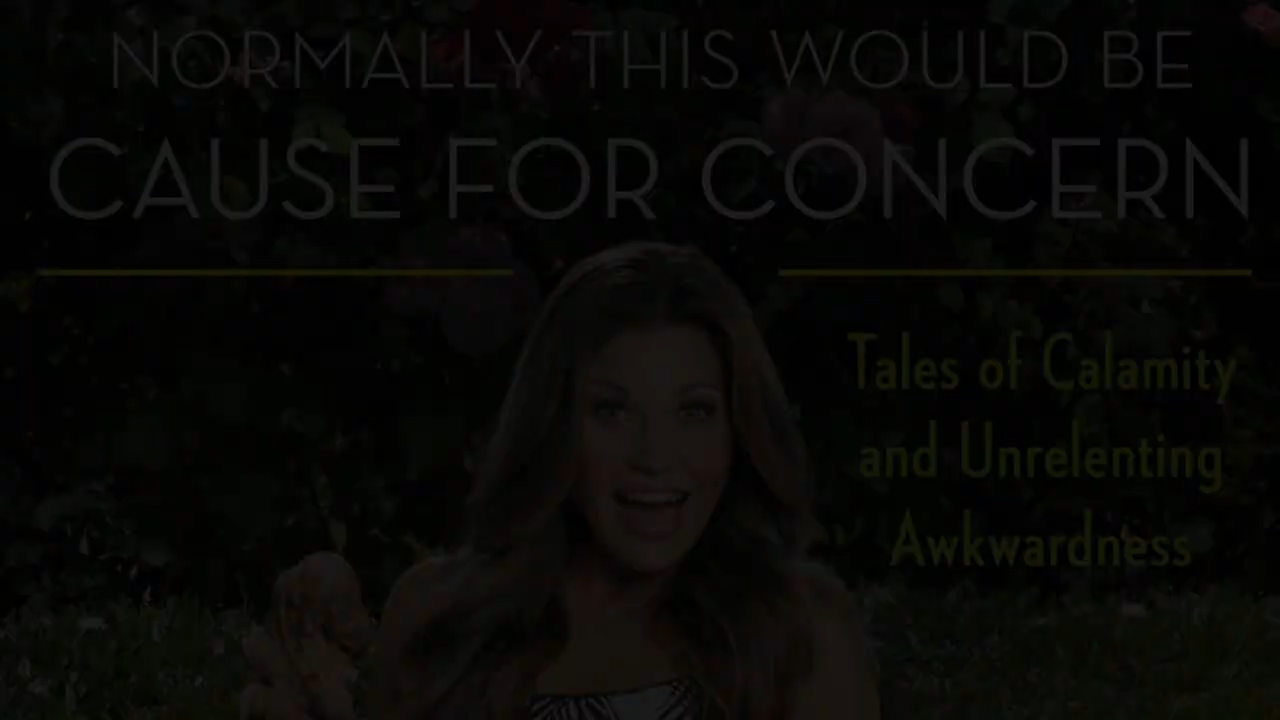 NORMALLY THIS WOULD BE
CAUSE FOR CONCERN
Tales of Calamity
and Unrelenting
Awkwardness